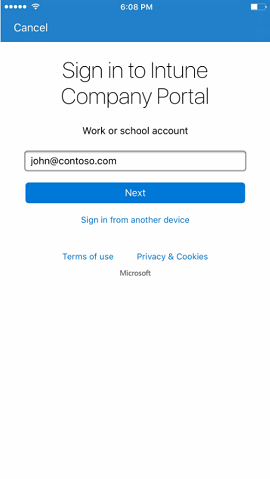 6:08 PM
Cancel
Sign in to Intune
Company Portal
Work or school account
john@contoso.com
Next
Sign in from another device
Terms of use Privacy & Cookies
Microsoft